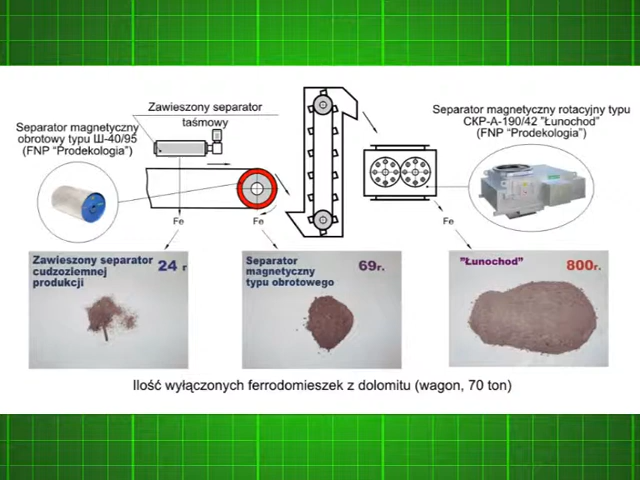 Zawieszony separator
taśmowy
Separator magnetyczny
obrotowy typu Ш-40/95
(FNP "Prodekologia")
Separator magnetyczny rotacyjny typu
СКР-А-190/42 "Łunochod"
(FNP "Prodekologia")
Fe
Fe
Fe
Zawieszony separator
cudzoziemnej
produkcji
24 г
Separator
magnetyczny
typu obrotowego
69г.
"Łunochod"
800г.
Ilość wyłączonych ferrodomieszek z dolomitu (wagon, 70 ton)